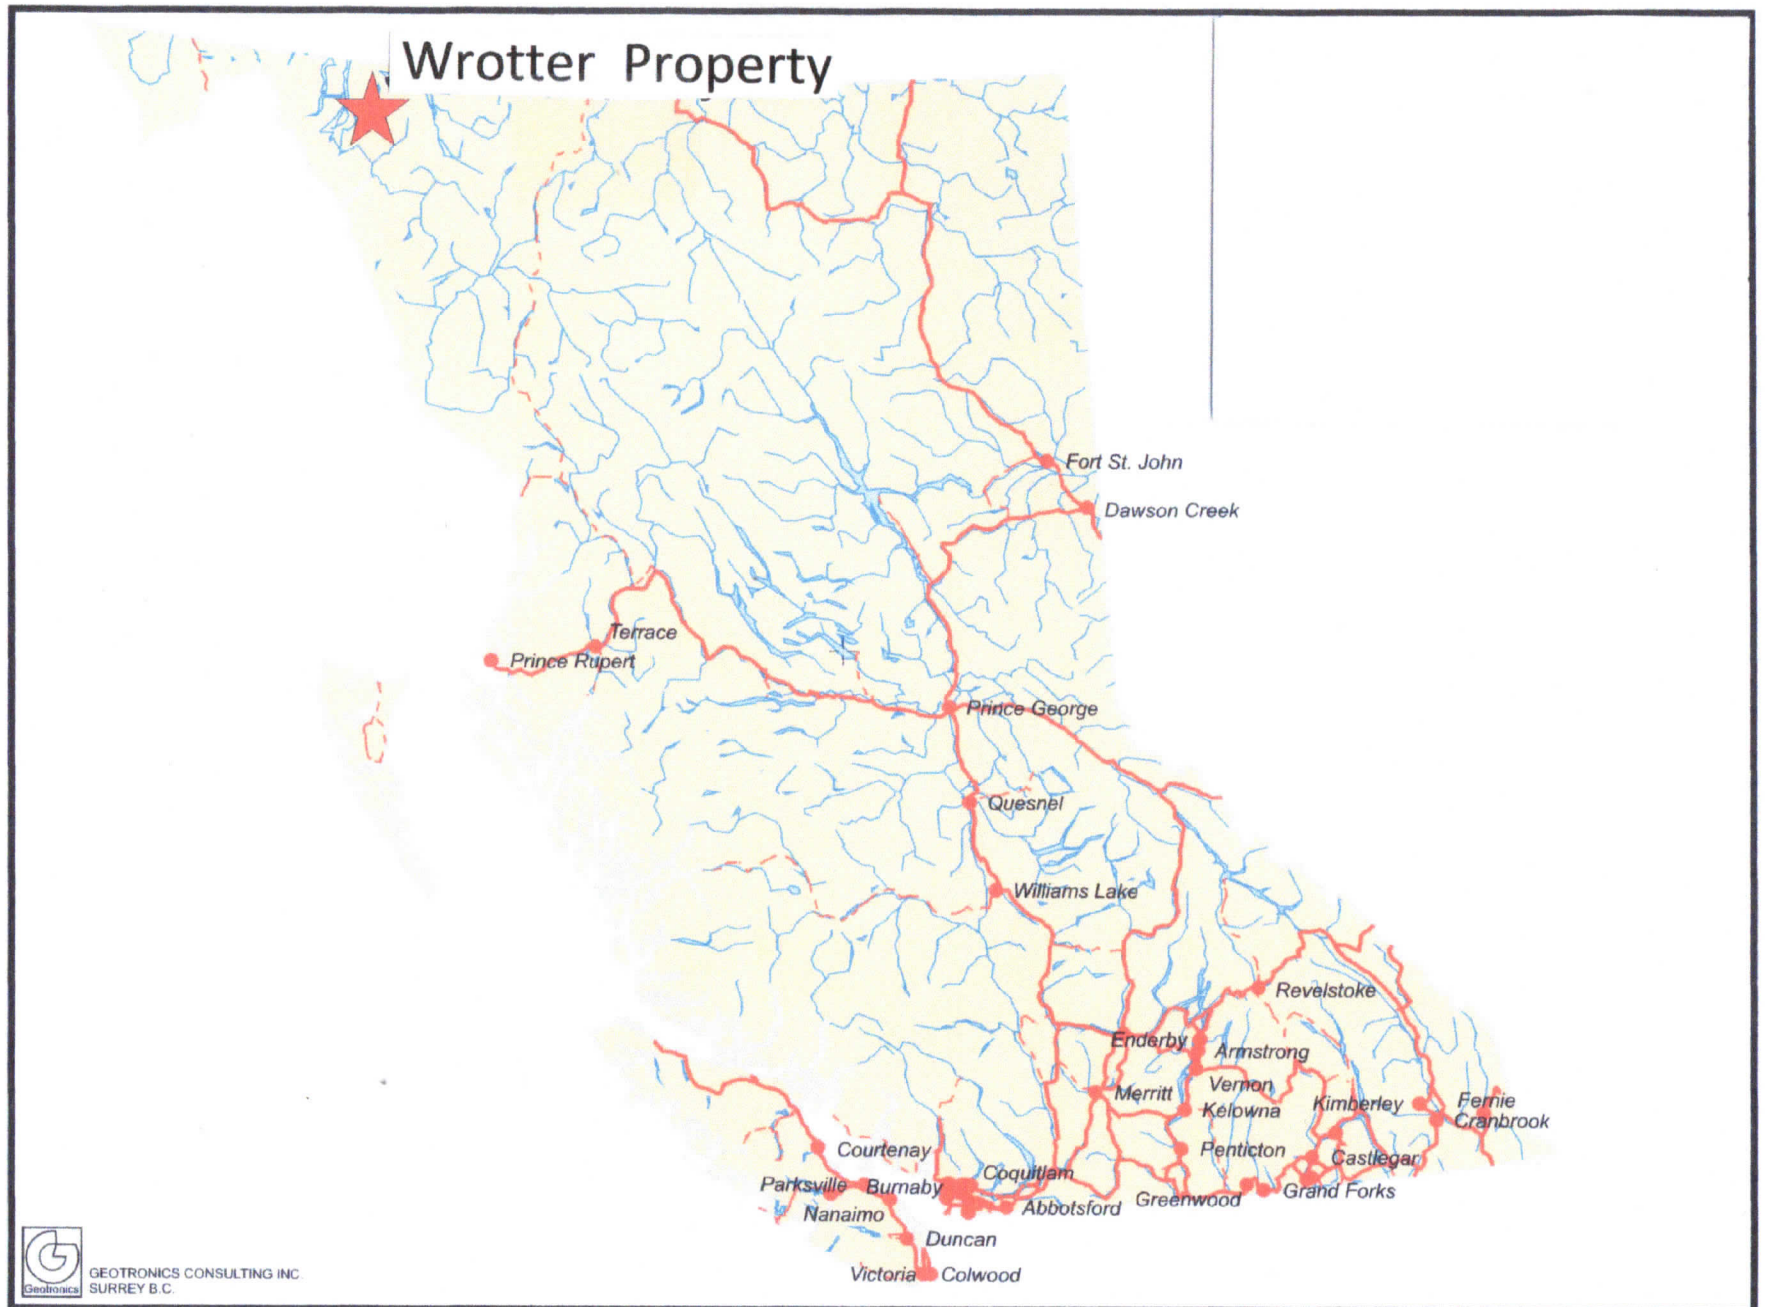 Wrotter Property
Fort St. John
Dawson Creek
Terrace
Prince Rupert
Prince George
Quesnel
Williams Lake
Revelstoke
Enderby
Armstrong
Vernon
Merritt
Kelowna
Kimberley
Fernie
Cranbrook
Courtenay
Penticton
Castlegar
Coquitlam
Parksville
Burnaby
Greenwood
Grand Forks
Nanaimo
Abbotsford
Duncan
Victoria
Colwood
Geotronics
GEOTRONICS CONSULTING INC
SURREY B.C.